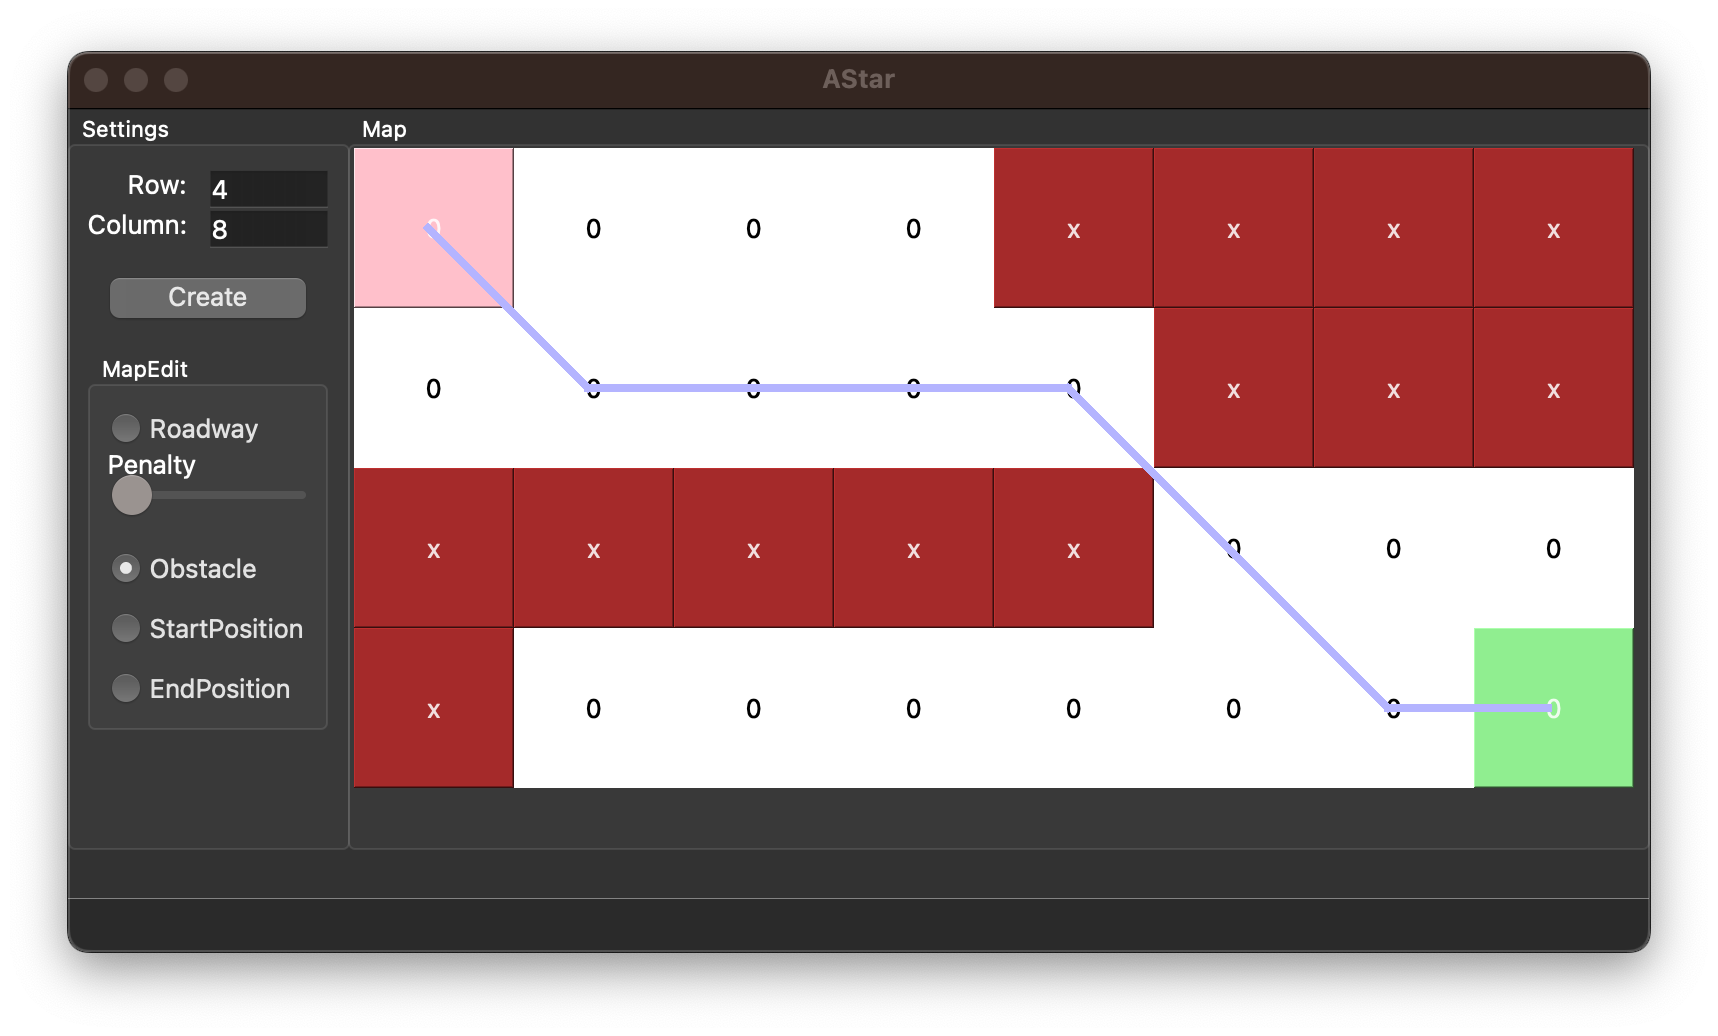 AStar
Settings
Map
Row: 4
Column: 8
Create
MapEdit
Roadway
Penalty
Obstacle
StartPosition
EndPosition
0 0 0 0 x x x x
0 0 0 0 0 x x x
x x x x x 0 0 0
x 0 0 0 0 0 0 0